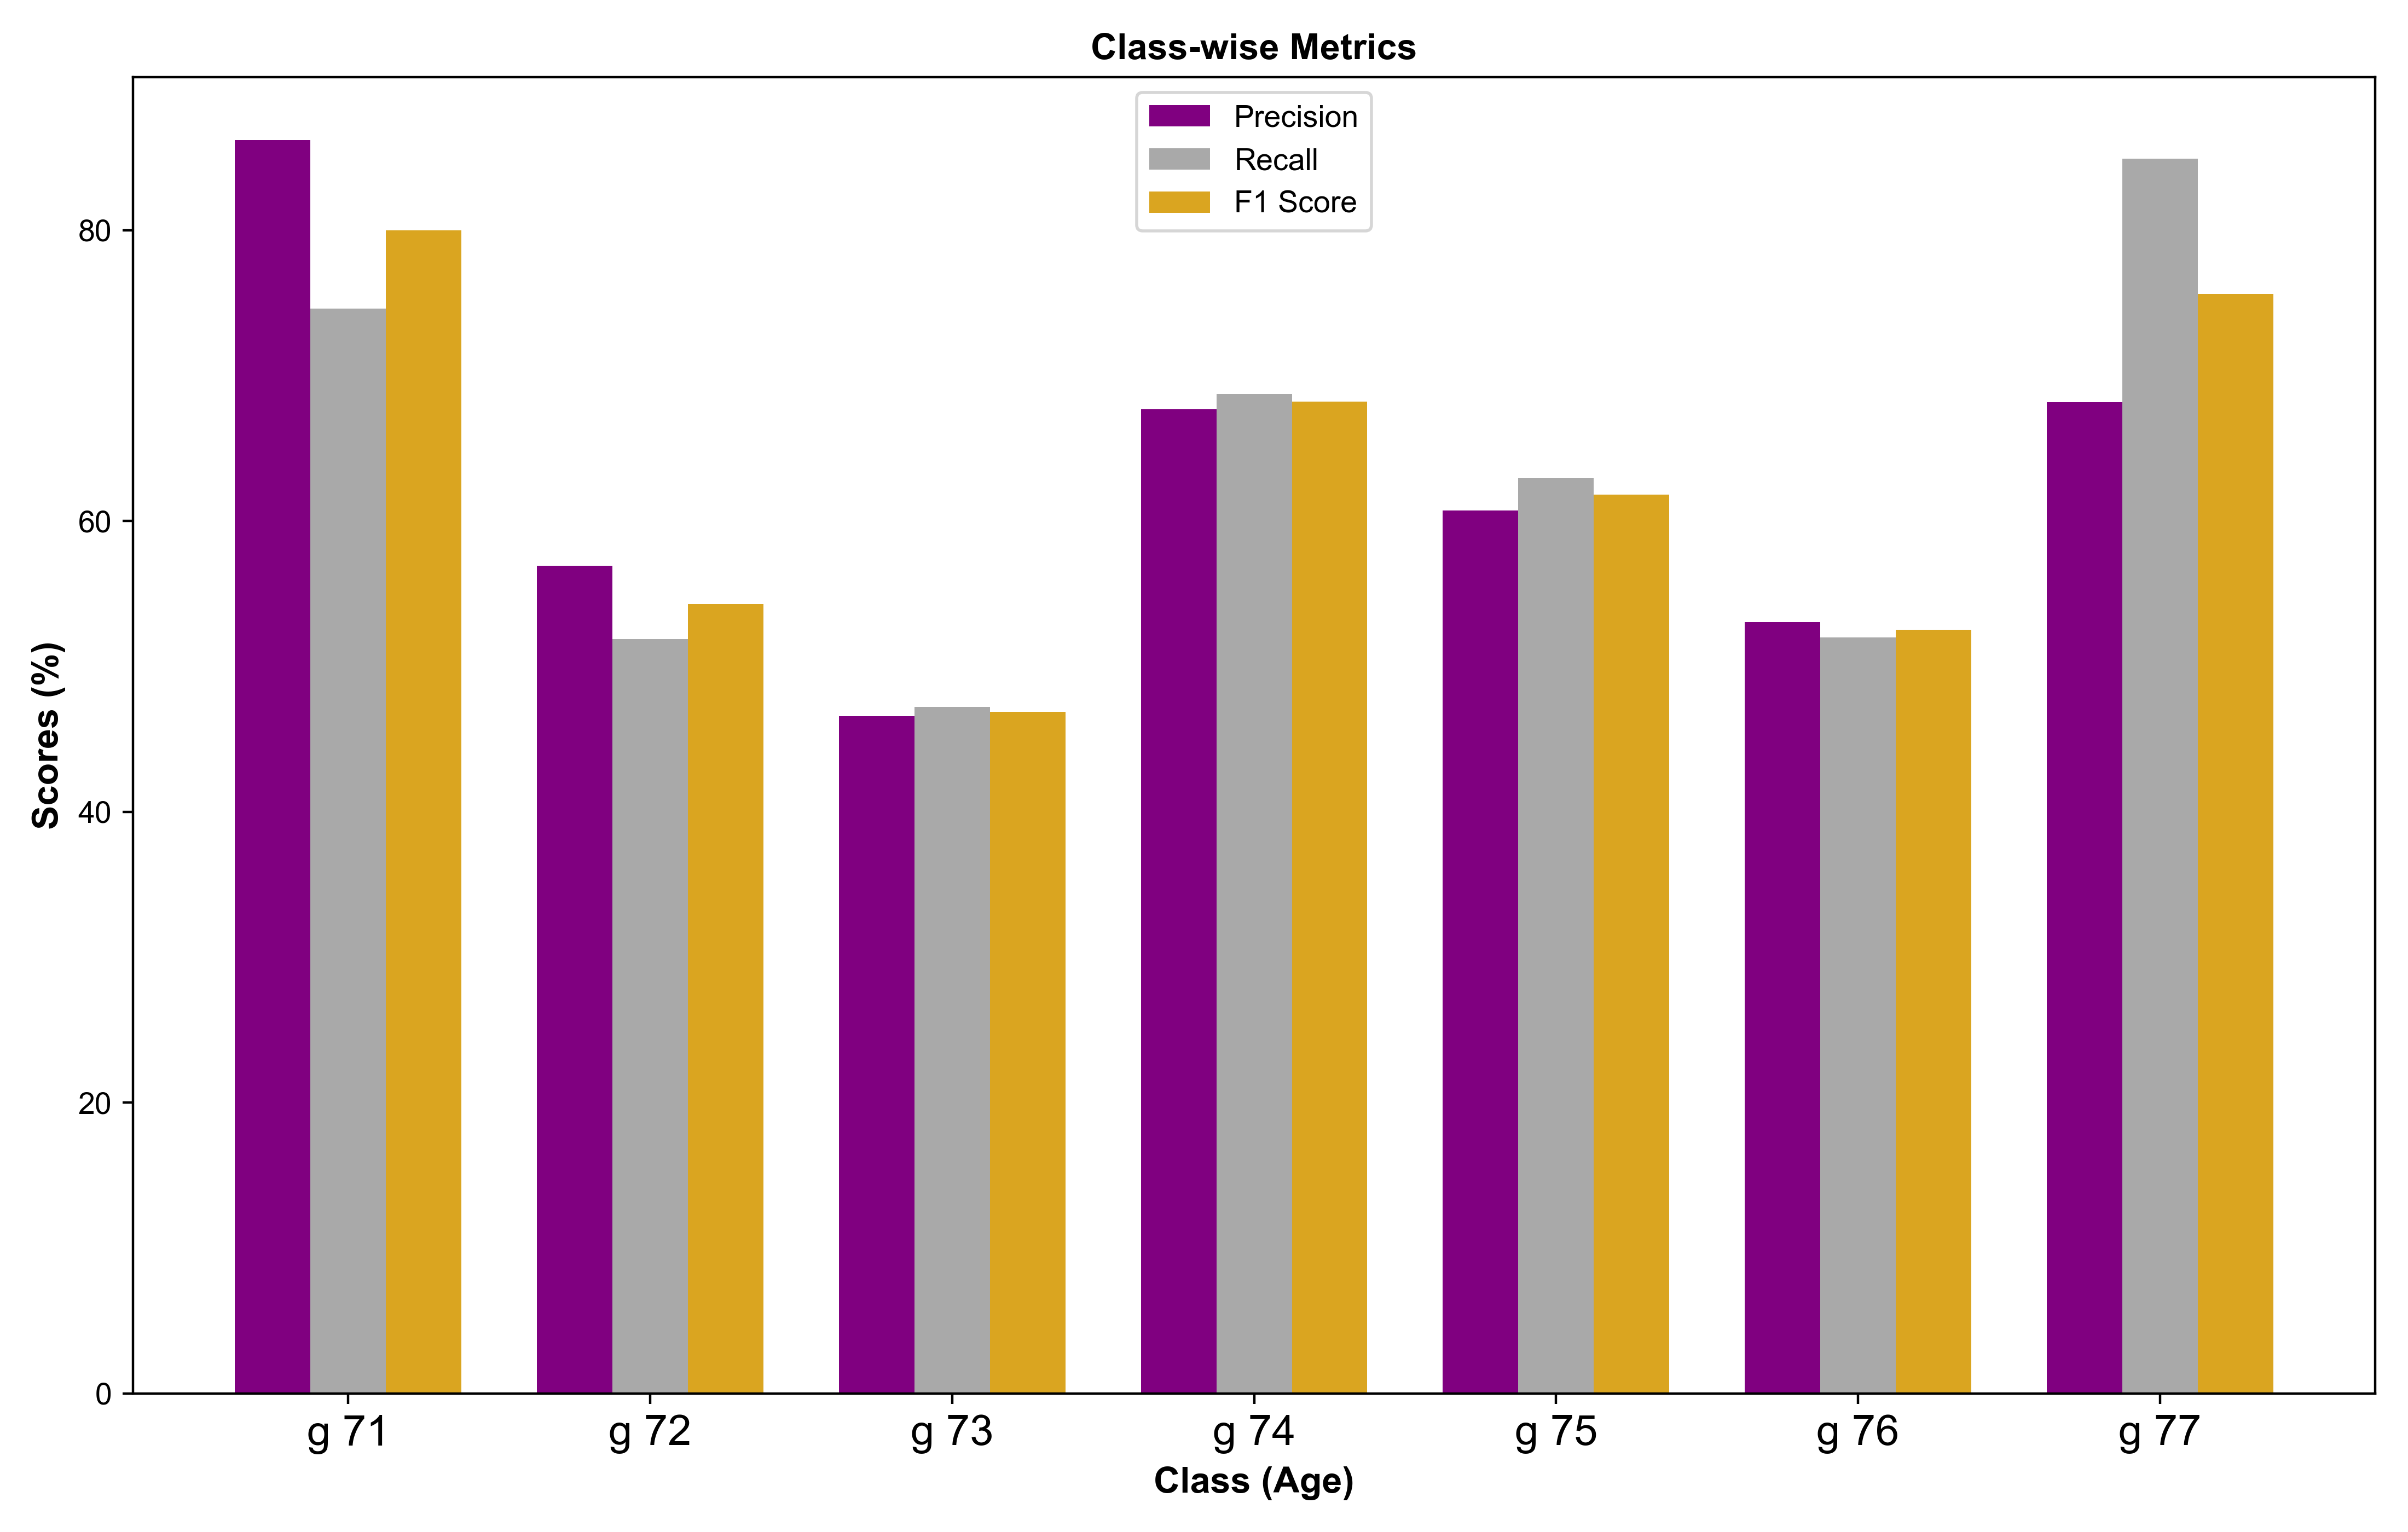 Class-wise Metrics
Precision
Recall
F1 Score
Scores (%)
80
60
40
20
0
g 71 g 72 g 73 g 74 g 75 g 76 g 77
Class (Age)